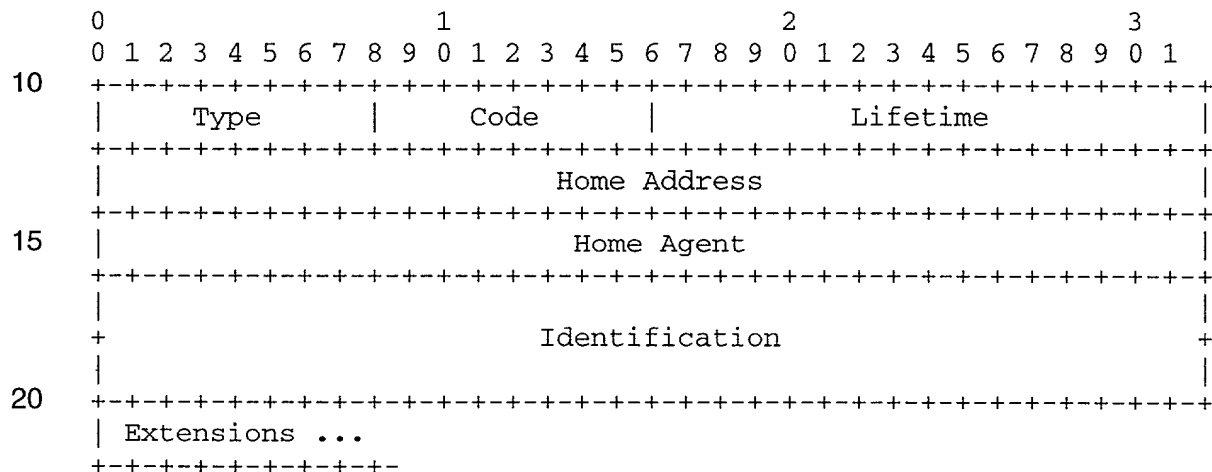 0 1 2 3
0 1 2 3 4 5 6 7 8 9 0 1 2 3 4 5 6 7 8 9 0 1 2 3 4 5 6 7 8 9 0 1
10 +-+-+-+-+-+-+-+-+-+-+-+-+-+-+-+-+-+-+-+-+-+-+-+-+-+-+-+-+-+-+-+-+
| Type | Code | Lifetime |
+-+-+-+-+-+-+-+-+-+-+-+-+-+-+-+-+-+-+-+-+-+-+-+-+-+-+-+-+-+-+-+-+
| Home Address |
+-+-+-+-+-+-+-+-+-+-+-+-+-+-+-+-+-+-+-+-+-+-+-+-+-+-+-+-+-+-+-+-+
15 | Home Agent |
+-+-+-+-+-+-+-+-+-+-+-+-+-+-+-+-+-+-+-+-+-+-+-+-+-+-+-+-+-+-+-+-+
| |
+ Identification +
| |
20 +-+-+-+-+-+-+-+-+-+-+-+-+-+-+-+-+-+-+-+-+-+-+-+-+-+-+-+-+-+-+-+-+
| Extensions ...
+-+-+-+-+-+-+-+-+-